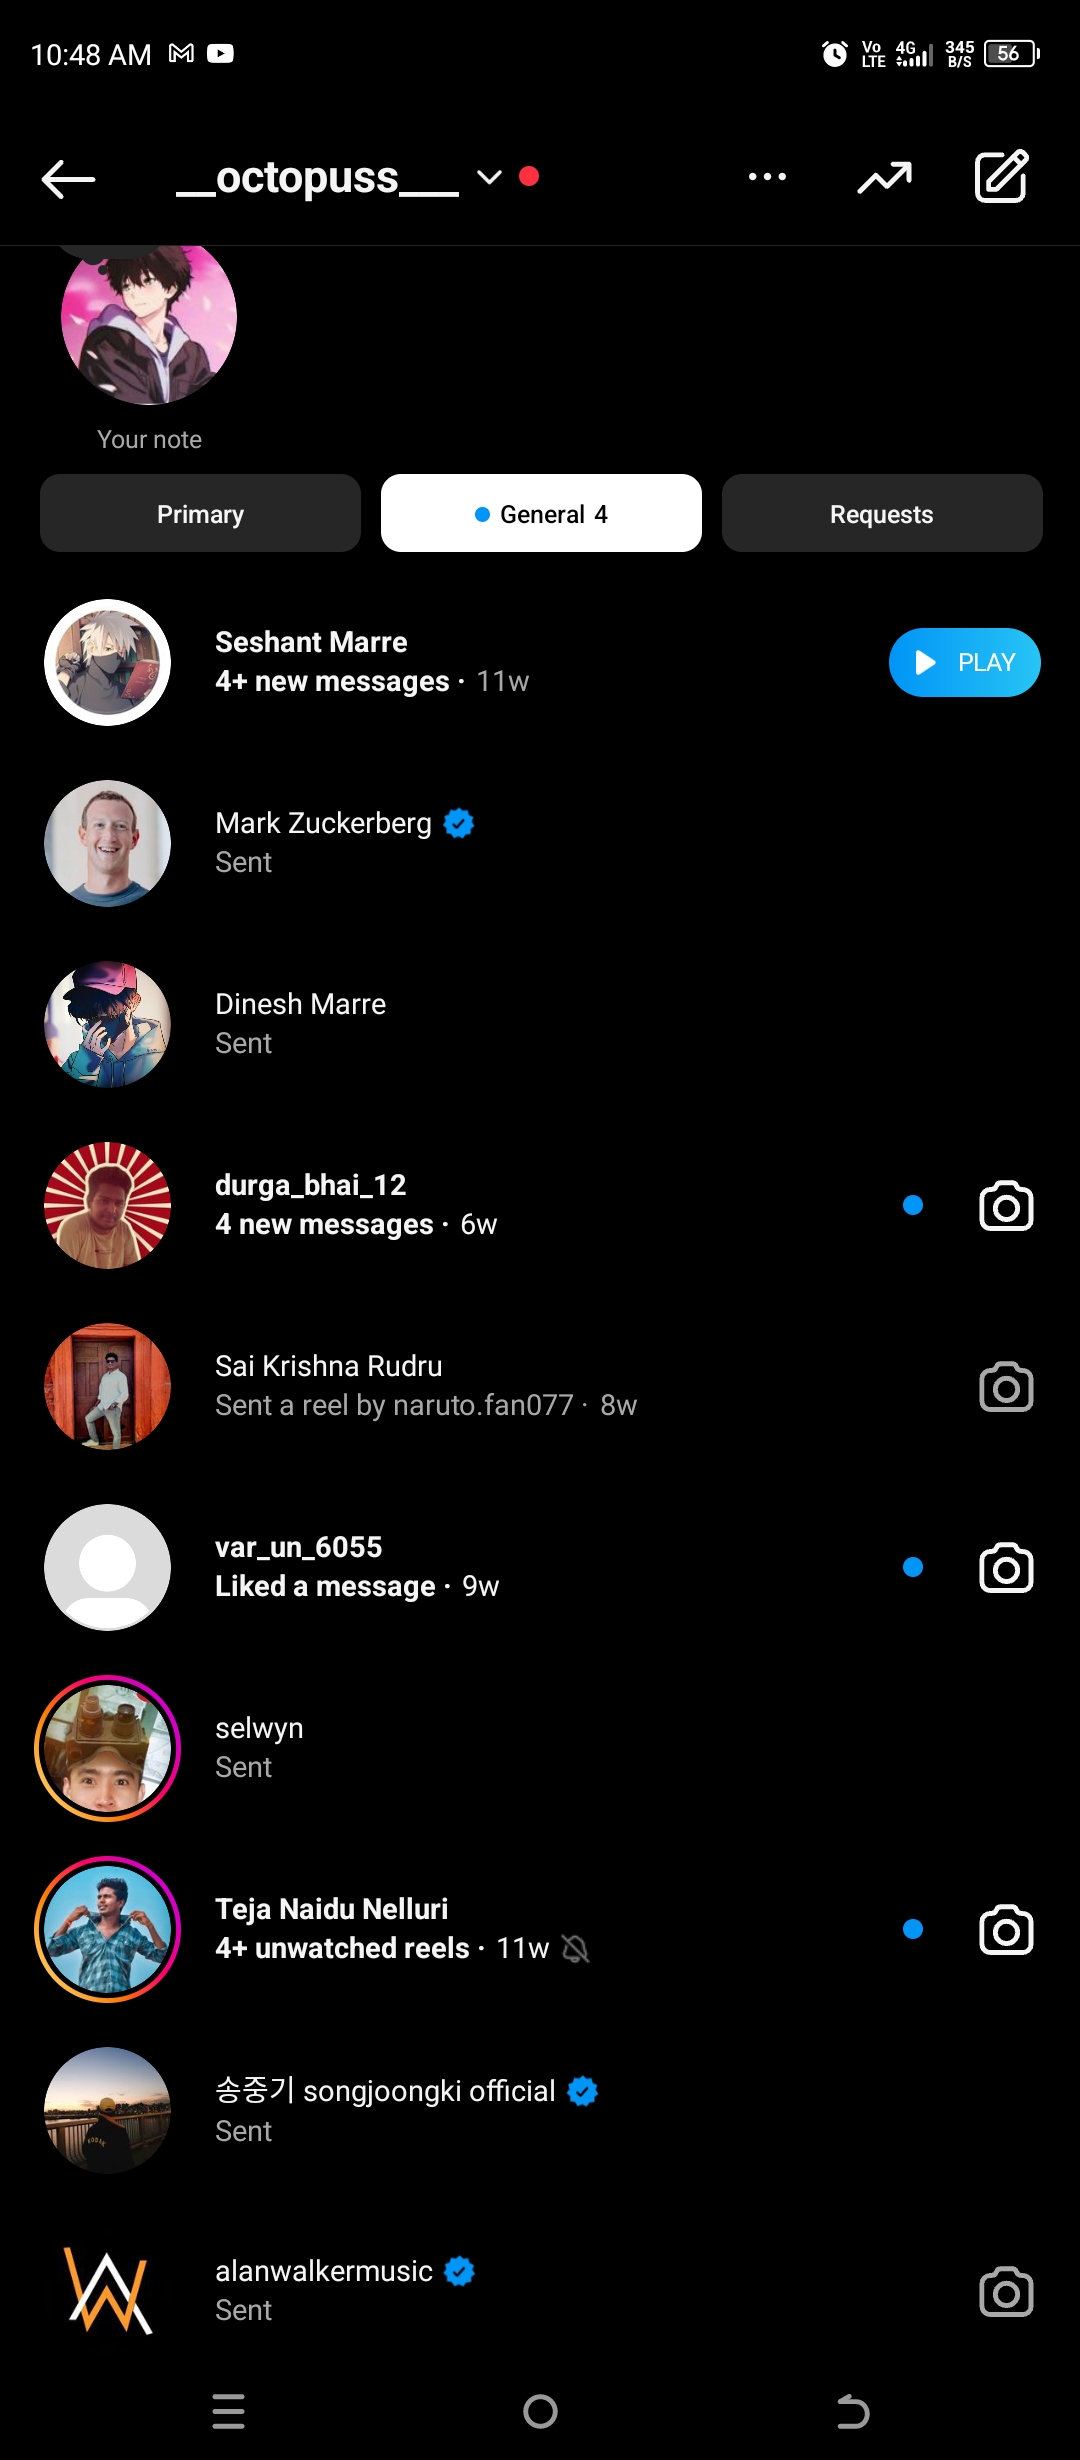 10:48 AM
Vo LTE 4G 345 B/S 56
__octopuss__
Your note
Primary
General 4
Requests
Seshant Marre
4+ new messages · 11w
PLAY
Mark Zuckerberg
Sent
Dinesh Marre
Sent
durga_bhai_12
4 new messages · 6w
Sai Krishna Rudru
Sent a reel by naruto.fan077 · 8w
var_un_6055
Liked a message · 9w
selwyn
Sent
Teja Naidu Nelluri
4+ unwatched reels · 11w
송중기 songjoongki official
Sent
alanwalkermusic
Sent